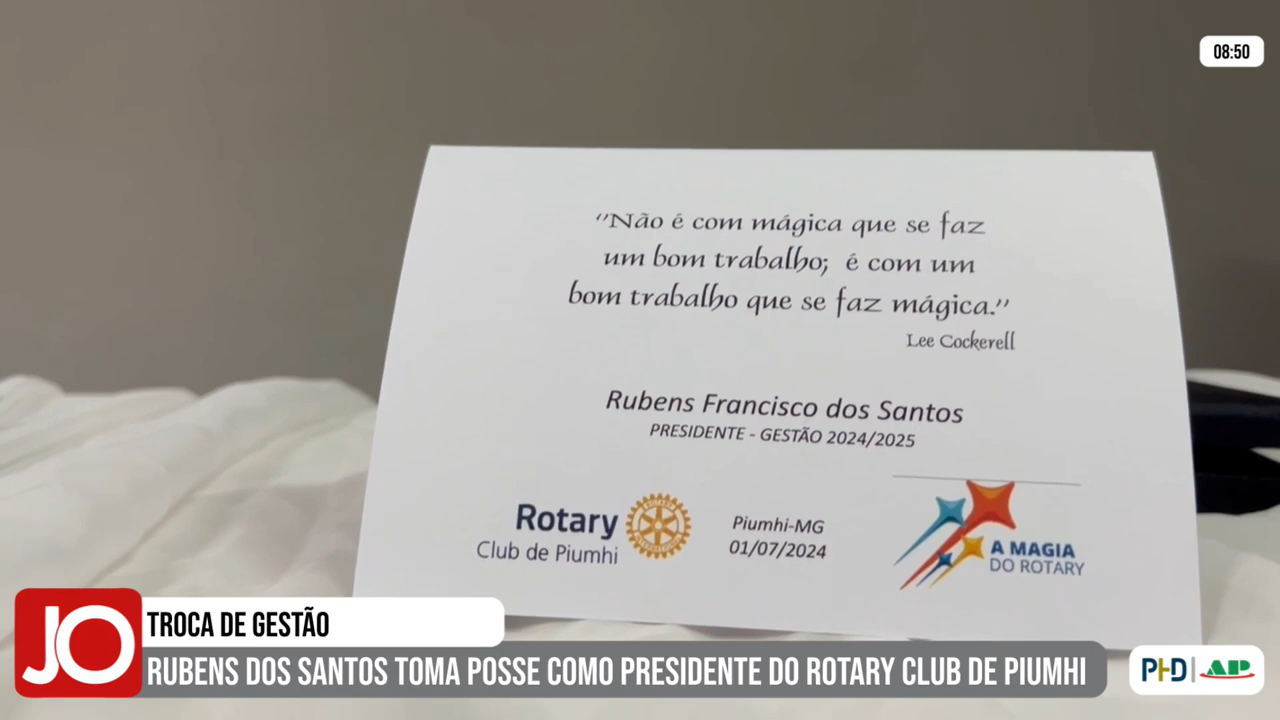 08:50
"Não é com mágica que se faz
um bom trabalho; é com um
bom trabalho que se faz mágica."
Lee Cockerell
Rubens Francisco dos Santos
PRESIDENTE - GESTÃO 2024/2025
Rotary
Club de Piumhi
Piumhi-MG
01/07/2024
A MAGIA
DO ROTARY
JO
TROCA DE GESTÃO
RUBENS DOS SANTOS TOMA POSSE COMO PRESIDENTE DO ROTARY CLUB DE PIUMHI
PHD | AP